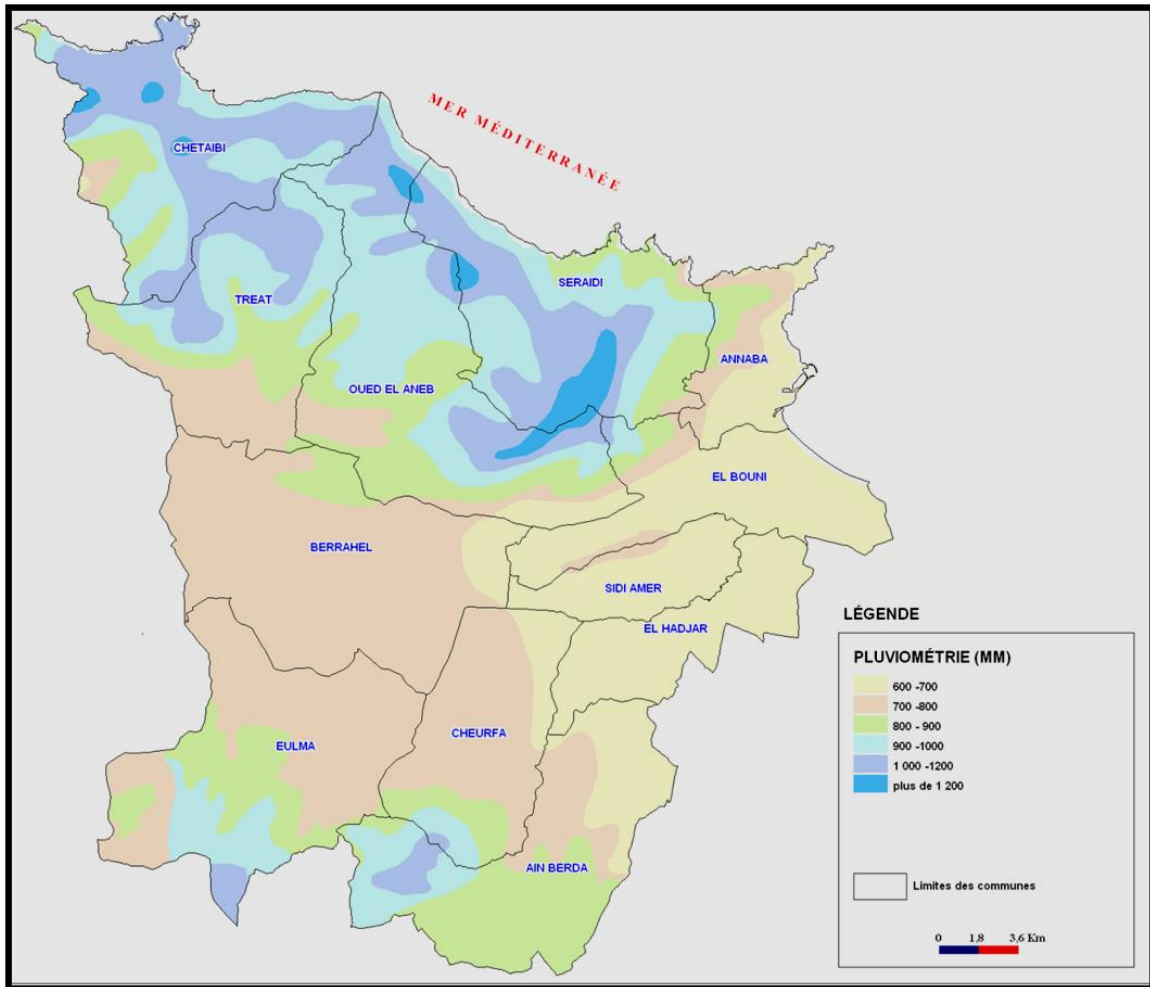 MER MÉDITERRANÉE
CHETAIBI
SERAIDI
TREAT
ANNABA
OUED EL ANEB
EL BOUNI
BERRAHEL
SIDI AMER
EL HADJAR
CHEURFA
EULMA
AIN BERDA
LÉGENDE
PLUVIOMÉTRIE (MM)
600 -700
700 -800
800 - 900
900 -1000
1 000 -1200
plus de 1 200
Limites des communes
0 1,8 3,6 Km